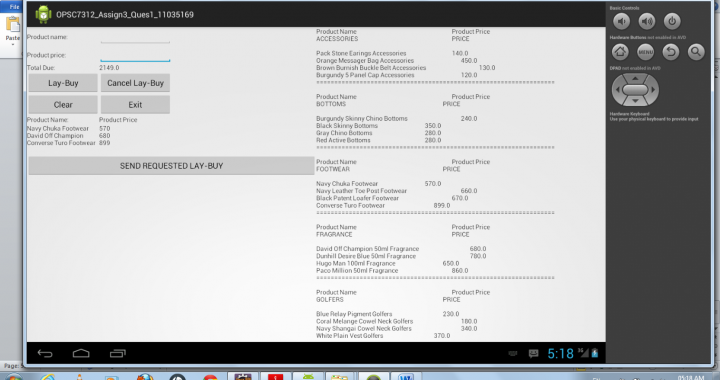 File
OPSC7312_Assign3_Ques1_11035169
Paste
Product name:
Product price:
Total Due: 2149.0
Lay-Buy Cancel Lay-Buy
Clear Exit
Product Name Product Price
Navy Chuka Footwear 570
David Off Champion 680
Converse Turo Footwear 899
SEND REQUESTED LAY-BUY
Product Name Product Price
ACCESSORIES PRICE
Pack Stone Earings Accessories 140.0
Orange Messager Bag Accessories 450.0
Brown Burnish Buckle Belt Accessories 130.0
Burgundy 5 Panel Cap Accessories 120.0
Product Name Product Price
BOTTOMS PRICE
Burgundy Skinny Chino Bottoms 240.0
Black Skinny Bottoms 350.0
Gray Chino Bottoms 280.0
Red Active Bottoms 280.0
Product Name Product Price
FOOTWEAR PRICE
Navy Chuka Footwear 570.0
Navy Leather Toe Post Footwear 660.0
Black Patent Loafer Footwear 670.0
Converse Turo Footwear 899.0
Product Name Product Price
FRAGRANCE PRICE
David Off Champion 50ml Fragrance 680.0
Dunhill Desire Blue 50ml Fragrance 780.0
Hugo Man 100ml Fragrance 650.0
Paco Million 50ml Fragrance 860.0
Product Name Product Price
GOLFERS PRICE
Blue Relay Pigment Golfers 230.0
Coral Melange Cowel Neck Golfers 180.0
Navy Shangai Cowel Neck Golfers 340.0
White Plain Vest Golfers 370.0
5:18 3G
Basic Controls
Hardware Buttons not enabled in AVD
MENU
DPAD not enabled in AVD
Hardware Keyboard
Use your physical keyboard to provide input
Page:
05:18 AM